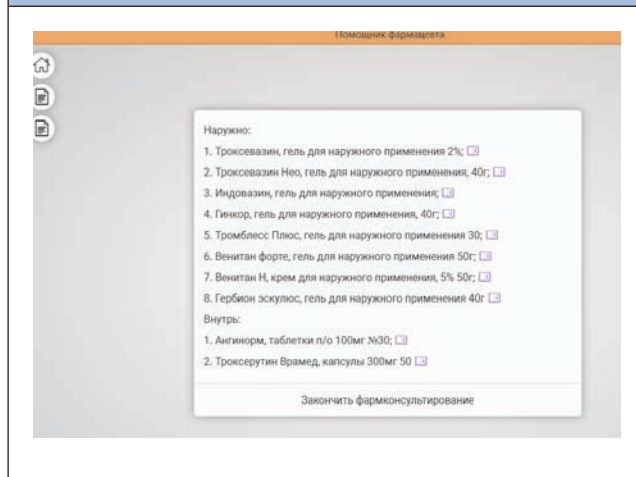 Помощник фармацевта
Наружно:
1. Троксевазин, гель для наружного применения 2%;
2. Троксевазин Нео, гель для наружного применения, 40г;
3. Индовазин, гель для наружного применения;
4. Гинкор, гель для наружного применения, 40г;
5. Тромблесс Плюс, гель для наружного применения 30;
6. Венитан форте, гель для наружного применения 50г;
7. Венитан Н, крем для наружного применения, 5% 50г;
8. Гербион эскулюс, гель для наружного применения 40г
Внутрь:
1. Ангинорм, таблетки п/о 100мг №30;
2. Троксерутин Врамед, капсулы 300мг 50
Закончить фармконсультирование